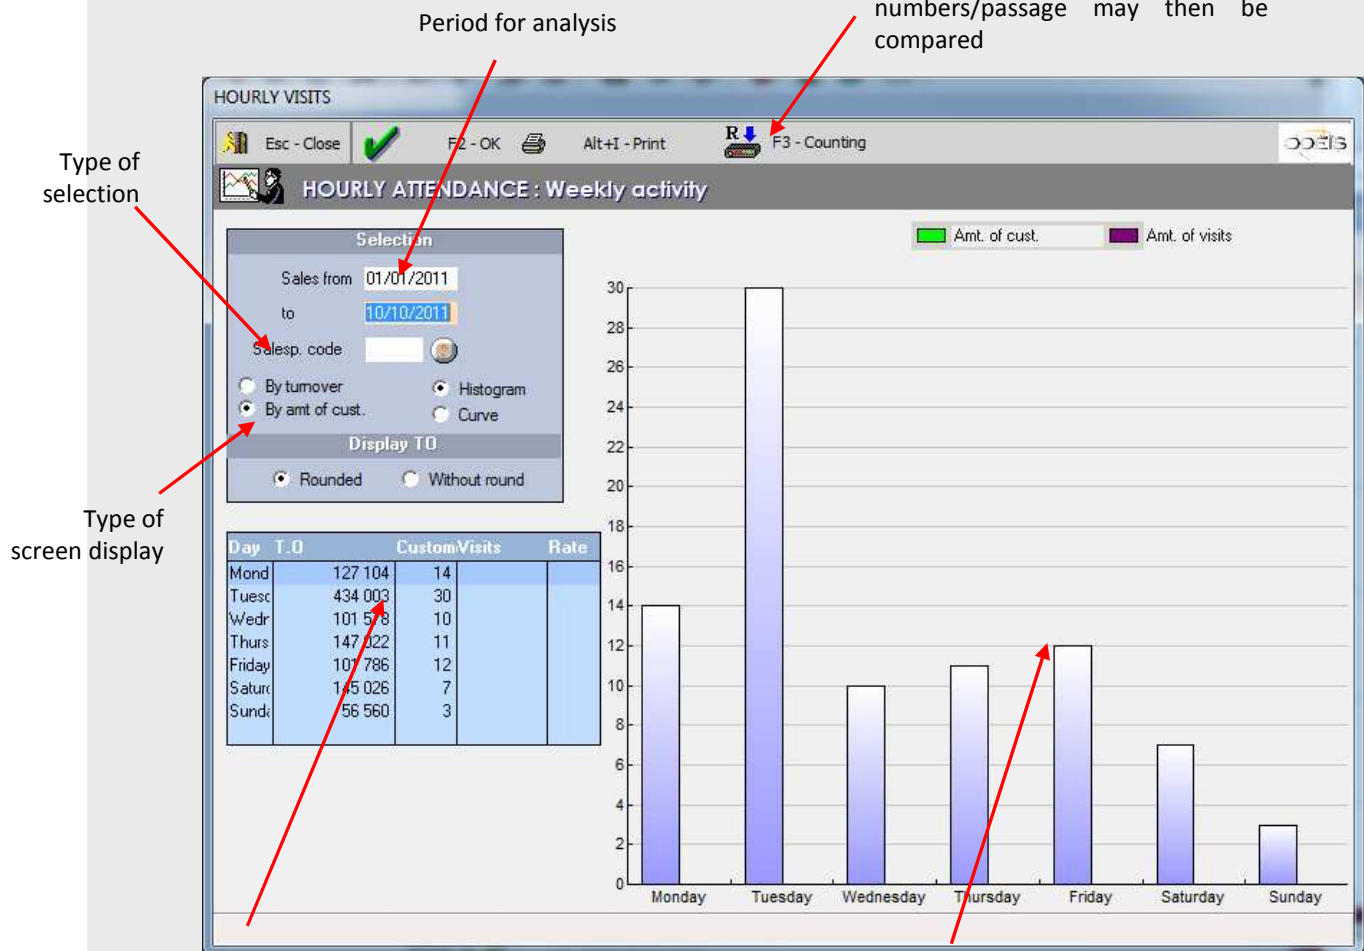 numbers/passage may then be
compared
Period for analysis
HOURLY VISITS
Esc - Close
F2 - OK
Alt+I - Print
R
F3 - Counting
Type of
selection
HOURLY ATTENDANCE : Weekly activity
Selection
Sales from 01/01/2011
to 10/10/2011
Salesp. code
By turnover
Histogram
By amt of cust.
Curve
Display TO
Rounded
Without round
Type of
screen display
Day T.O Custom Visits Rate
Mond 127 104 14
Tuesc 434 003 30
Wedr 101 578 10
Thurs 147 022 11
Friday 101 786 12
Saturc 145 026 7
Sunda 56 560 3
Amt. of cust.
Amt. of visits
30
28
26
24
22
20
18
16
14
12
10
8
6
4
2
0
Monday Tuesday Wednesday Thursday Friday Saturday Sunday